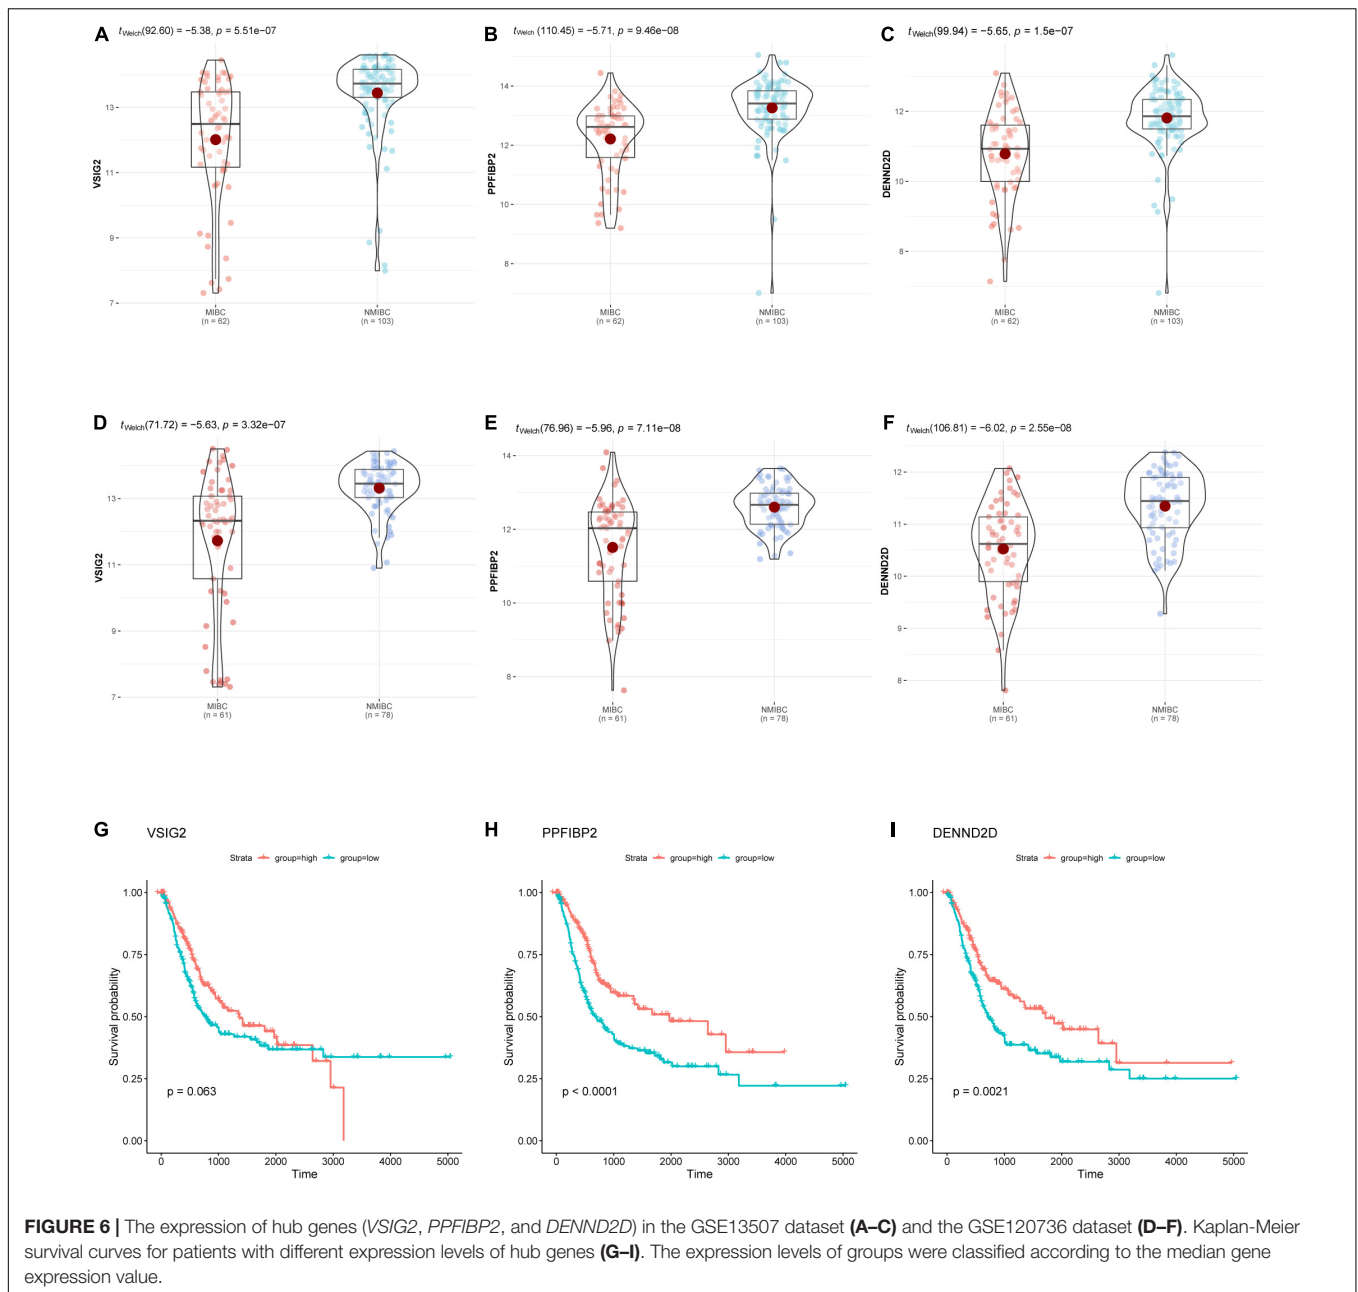 A
t Welch (92.60) = −5.38, p = 5.51e−07
VSIG2
13
11
9
7
MIBC
(n = 62)
NMIBC
(n = 103)
B
t Welch (110.45) = −5.71, p = 9.46e−08
PPFIBP2
14
12
10
8
MIBC
(n = 62)
NMIBC
(n = 103)
C
t Welch (99.94) = −5.65, p = 1.5e−07
DENND2D
12
10
8
MIBC
(n = 62)
NMIBC
(n = 103)
D
t Welch (71.72) = −5.63, p = 3.32e−07
VSIG2
13
11
9
7
MIBC
(n = 61)
NMIBC
(n = 78)
E
t Welch (76.96) = −5.96, p = 7.11e−08
PPFIBP2
14
12
10
8
MIBC
(n = 61)
NMIBC
(n = 78)
F
t Welch (106.81) = −6.02, p = 2.55e−08
DENND2D
12
11
10
9
8
MIBC
(n = 61)
NMIBC
(n = 78)
G VSIG2
Strata group=high group=low
Survival probability
1.00
0.75
0.50
0.25
0.00
p = 0.063
0 1000 2000 3000 4000 5000
Time
H PPFIBP2
Strata group=high group=low
Survival probability
1.00
0.75
0.50
0.25
0.00
p < 0.0001
0 1000 2000 3000 4000 5000
Time
I DENND2D
Strata group=high group=low
Survival probability
1.00
0.75
0.50
0.25
0.00
p = 0.0021
0 1000 2000 3000 4000 5000
Time
FIGURE 6 | The expression of hub genes (VSIG2, PPFIBP2, and DENND2D) in the GSE13507 dataset (A–C) and the GSE120736 dataset (D–F). Kaplan-Meier
survival curves for patients with different expression levels of hub genes (G–I). The expression levels of groups were classified according to the median gene
expression value.